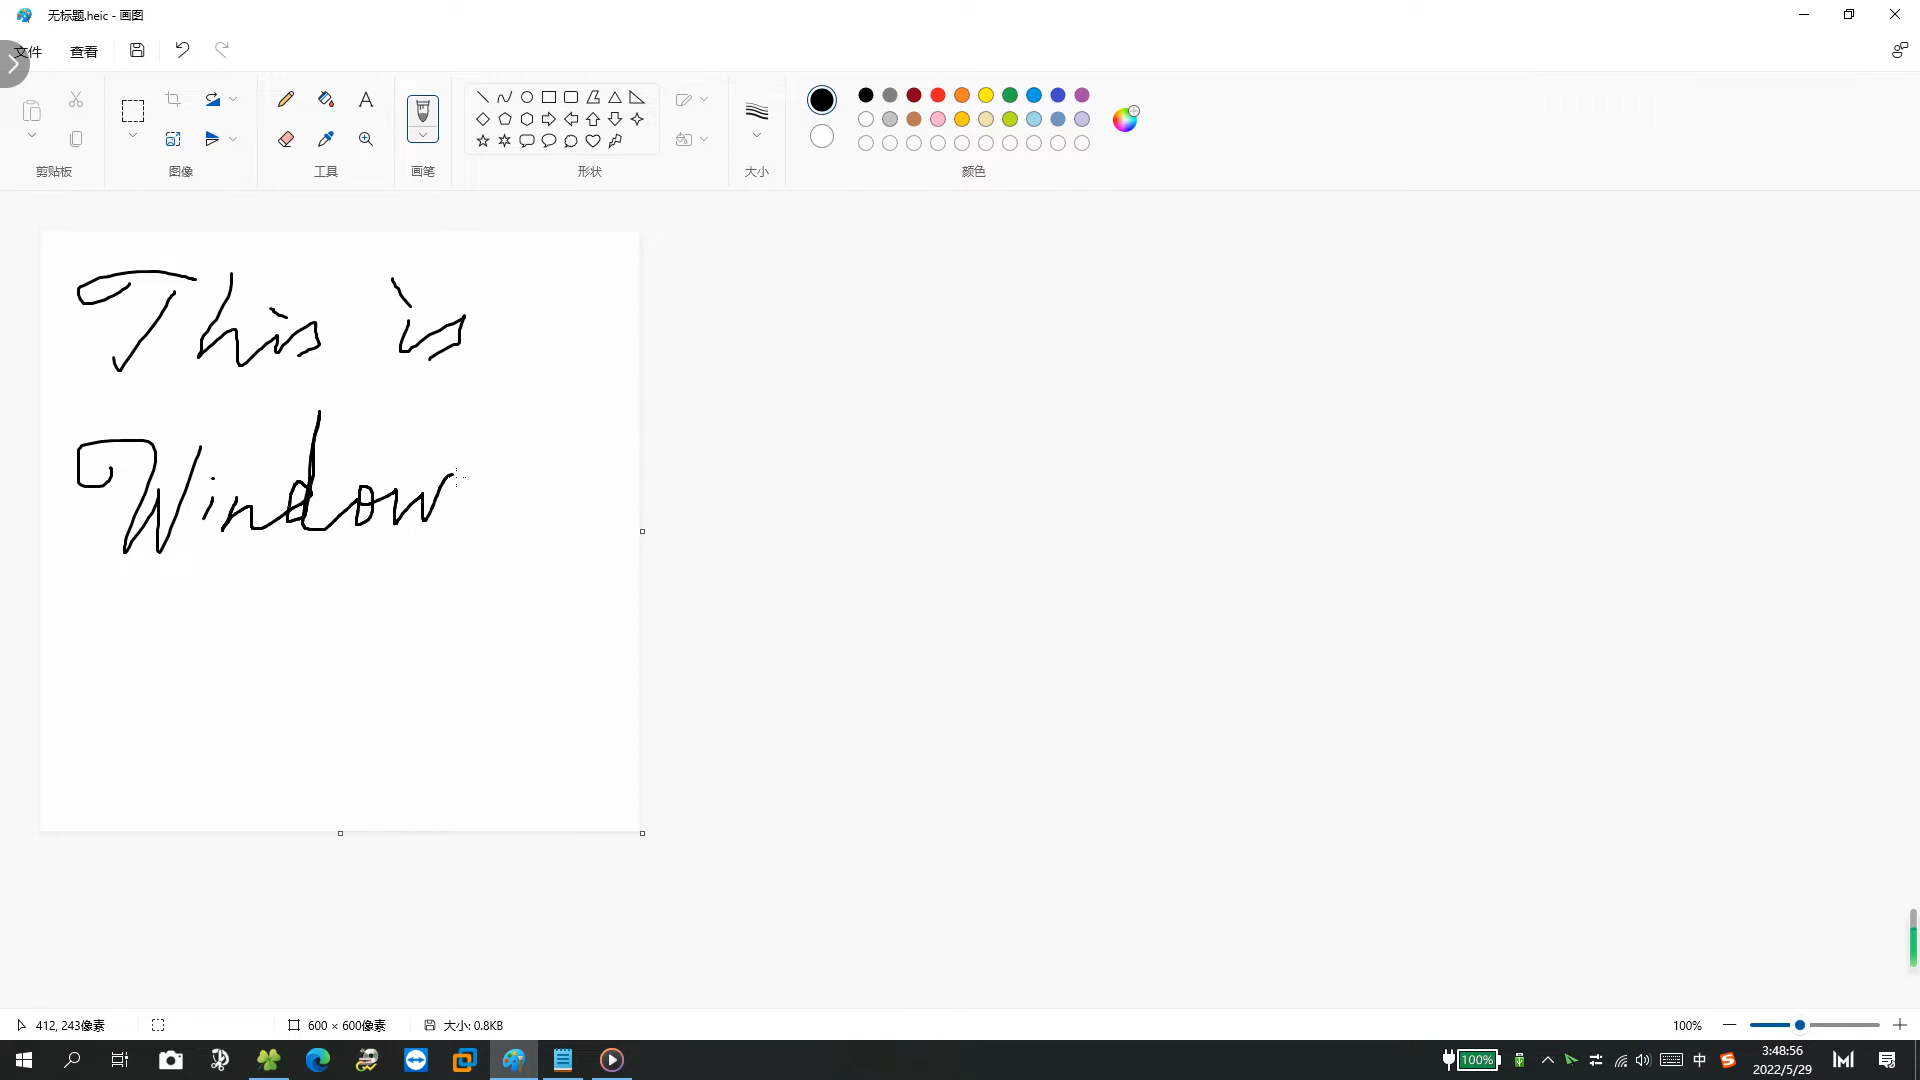 无标题.heic - 画图
文件 查看
剪贴板 图像 工具 画笔 形状 大小 颜色
This is
Window
412, 243像素 600 × 600像素 大小: 0.8KB 100%
100% 中 3:48:56
2022/5/29